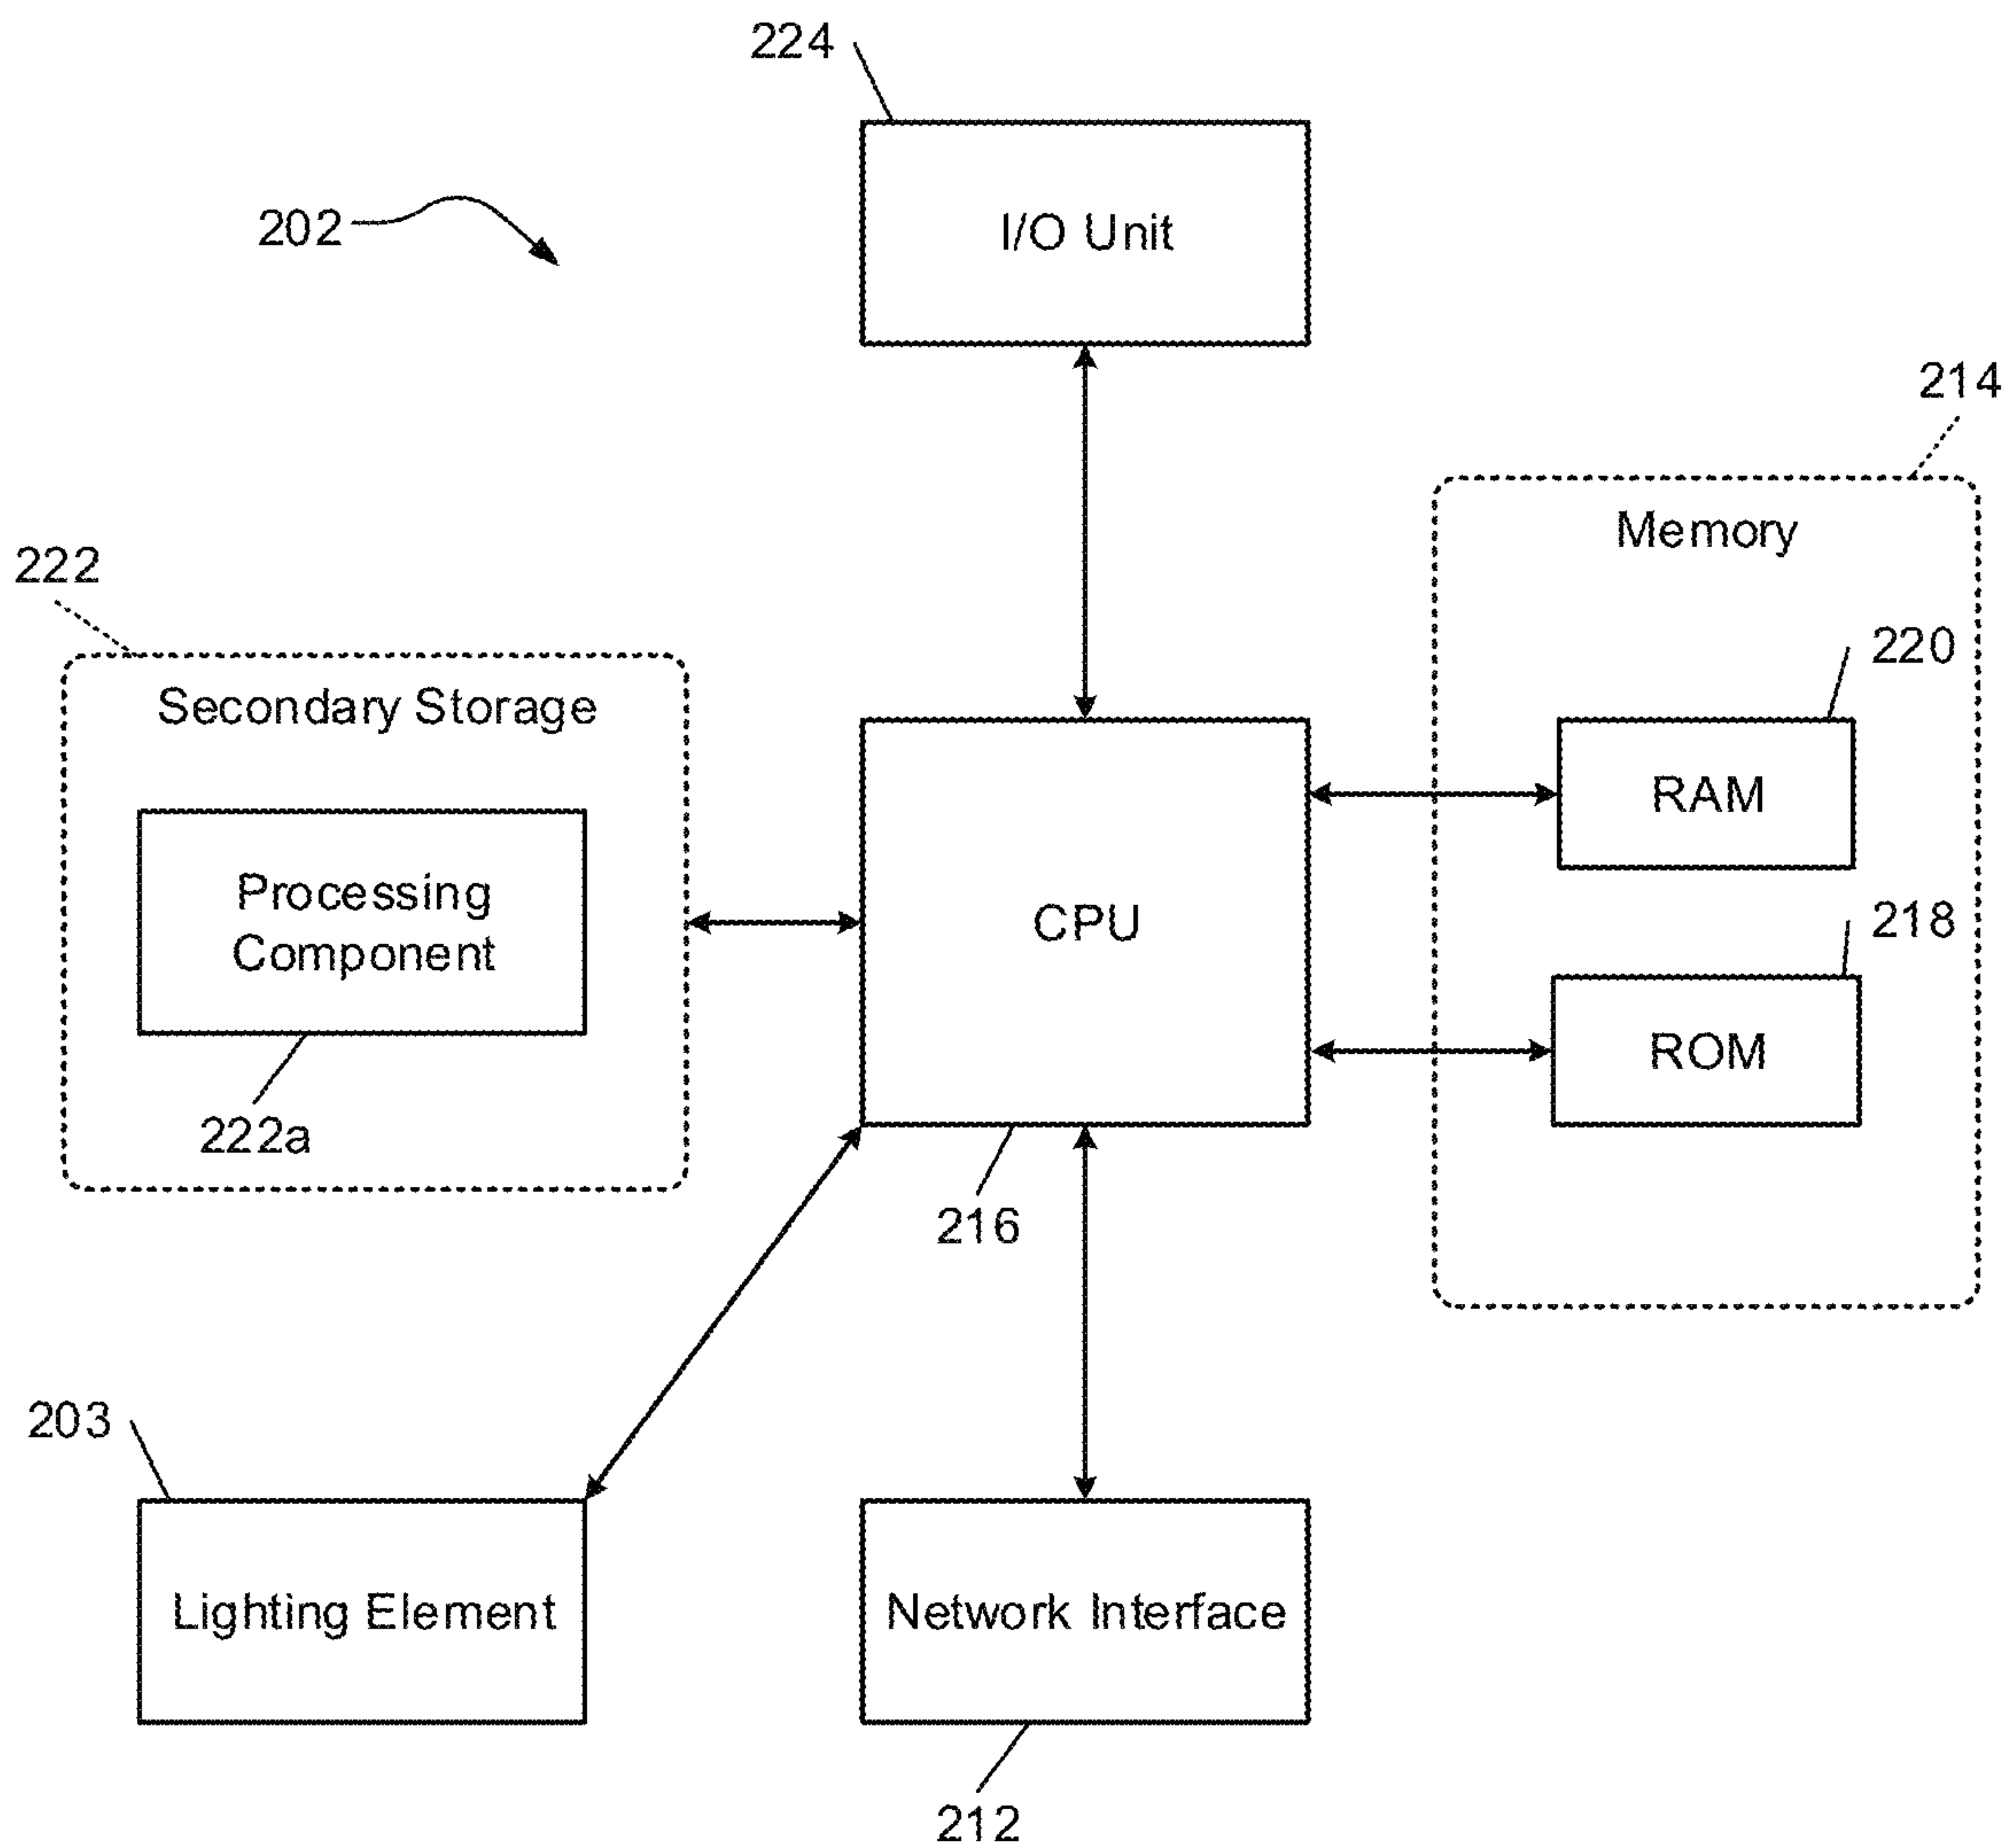 224
202
I/O Unit
214
Memory
222
220
Secondary Storage
RAM
Processing
Component
CPU
218
ROM
222a
216
203
Lighting Element
Network Interface
212